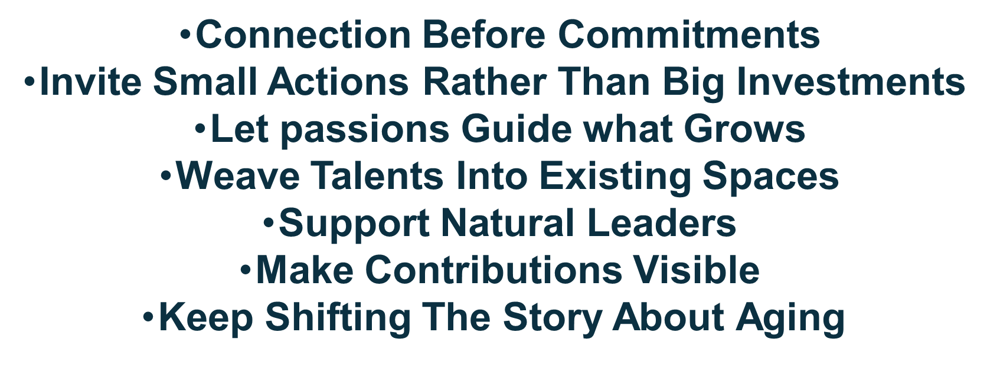 •Connection Before Commitments
•Invite Small Actions Rather Than Big Investments
•Let passions Guide what Grows
•Weave Talents Into Existing Spaces
•Support Natural Leaders
•Make Contributions Visible
•Keep Shifting The Story About Aging